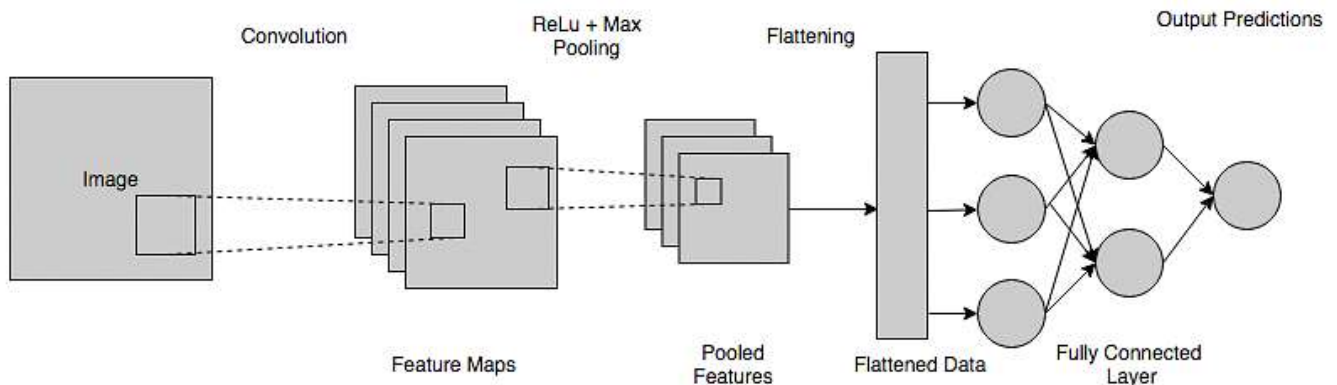 Convolution
ReLu + Max
Pooling
Flattening
Output Predictions
Image
Feature Maps
Pooled
Features
Flattened Data
Fully Connected
Layer